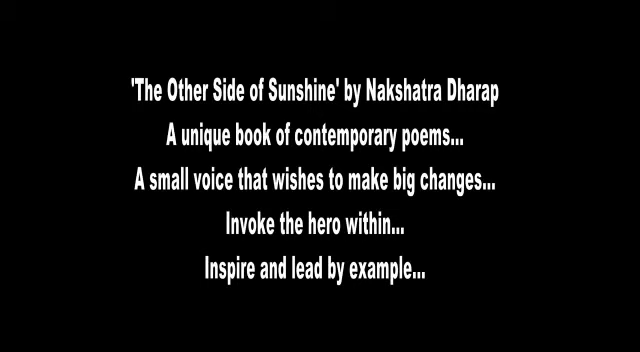 'The Other Side of Sunshine' by Nakshatra Dharap
A unique book of contemporary poems...
A small voice that wishes to make big changes...
Invoke the hero within...
Inspire and lead by example...